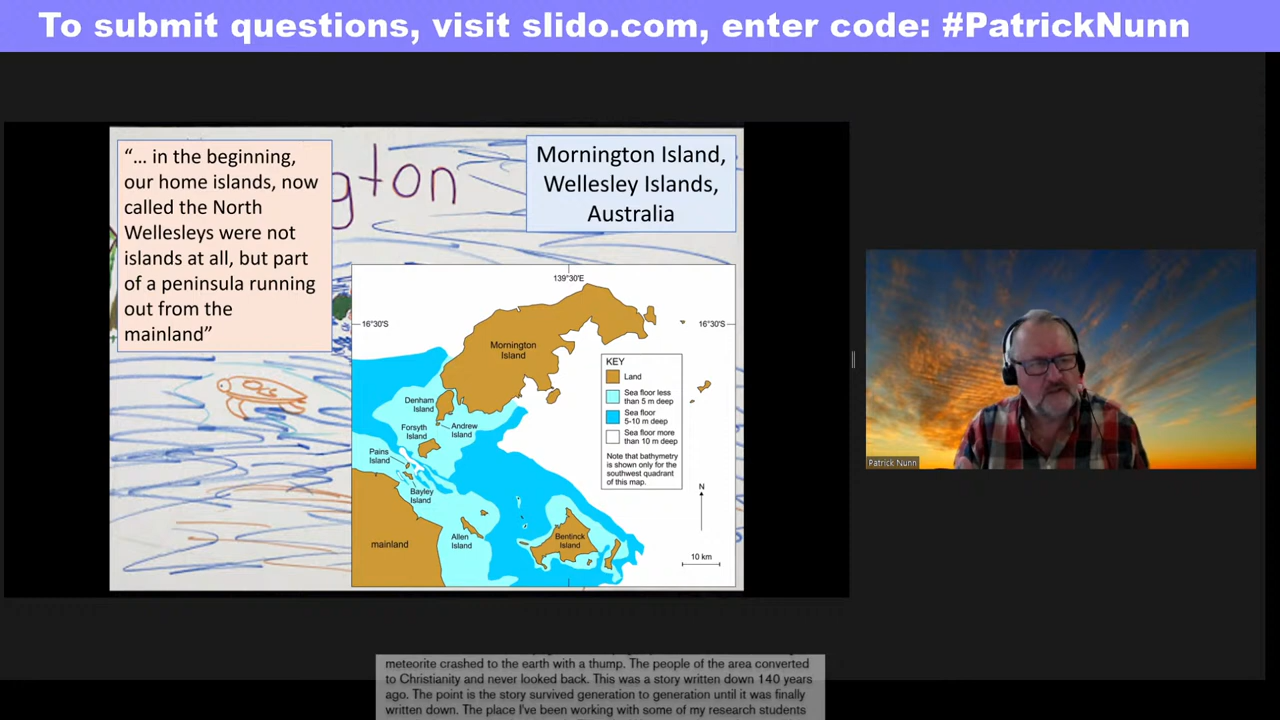 To submit questions, visit slido.com, enter code: #PatrickNunn
“… in the beginning,
our home islands, now
called the North
Wellesleys were not
islands at all, but part
of a peninsula running
out from the
mainland”
gton
Mornington Island,
Wellesley Islands,
Australia
139°30'E
16°30'S
16°30'S
Mornington
Island
KEY
Land
Sea floor less
than 5 m deep
Sea floor
5-10 m deep
Sea floor more
than 10 m deep
Note that bathymetry
is shown only for the
southwest quadrant
of this map.
Denham
Island
Forsyth
Island
Andrew
Island
Pains
Island
Bayley
Island
Allen
Island
Bentinck
Island
mainland
N
10 km
Patrick Nunn
meteorite crashed to the earth with a thump. The people of the area converted
to Christianity and never looked back. This was a story written down 140 years
ago. The point is the story survived generation to generation until it was finally
written down. The place I've been working with some of my research students